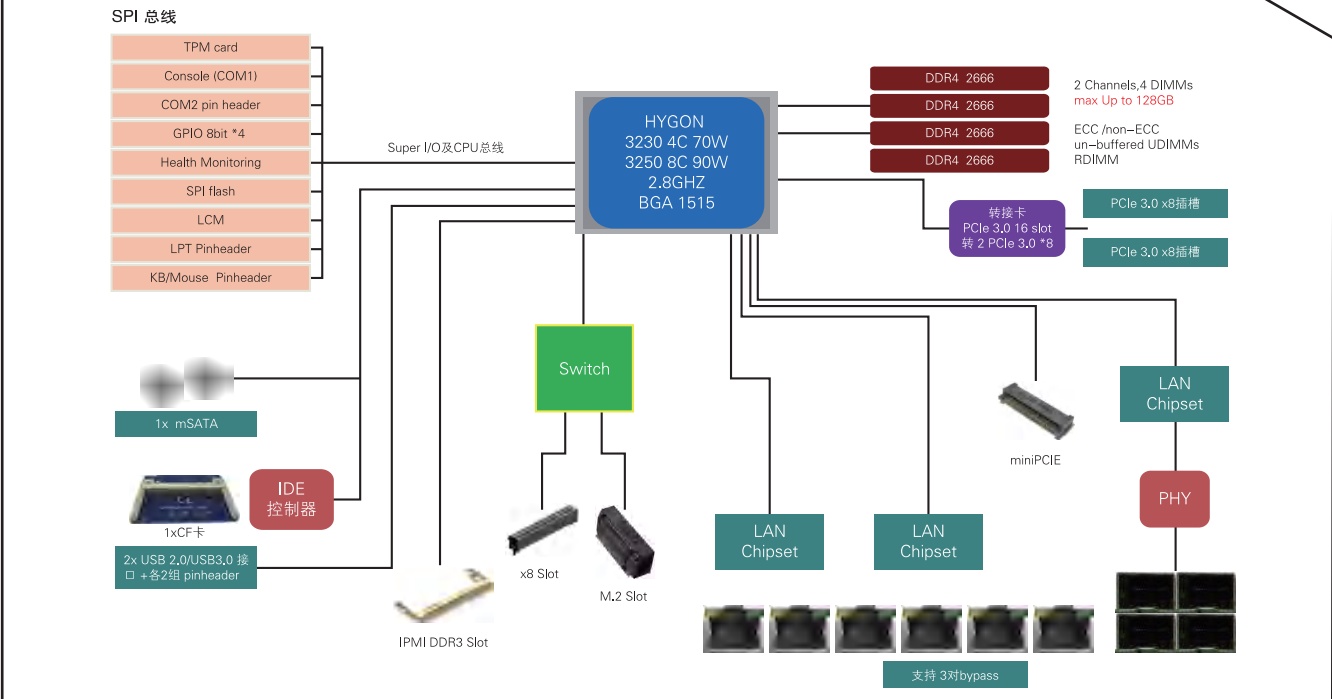 SPI 总线
TPM card
Console (COM1)
COM2 pin header
GPIO 8bit *4
Health Monitoring
SPI flash
LCM
LPT Pinheader
KB/Mouse Pinheader
Super I/O及CPU总线
HYGON
3230 4C 70W
3250 8C 90W
2.8GHZ
BGA 1515
DDR4 2666
DDR4 2666
DDR4 2666
DDR4 2666
2 Channels,4 DIMMs
max Up to 128GB
ECC /non-ECC
un-buffered UDIMMs
RDIMM
转接卡
PCIe 3.0 16 slot
转 2 PCIe 3.0 *8
PCIe 3.0 x8插槽
PCIe 3.0 x8插槽
Switch
1x mSATA
IDE
控制器
1xCF卡
2x USB 2.0/USB3.0 接
口 +各2组 pinheader
IPMI DDR3 Slot
x8 Slot
M.2 Slot
LAN
Chipset
LAN
Chipset
miniPCIE
LAN
Chipset
PHY
支持 3对bypass